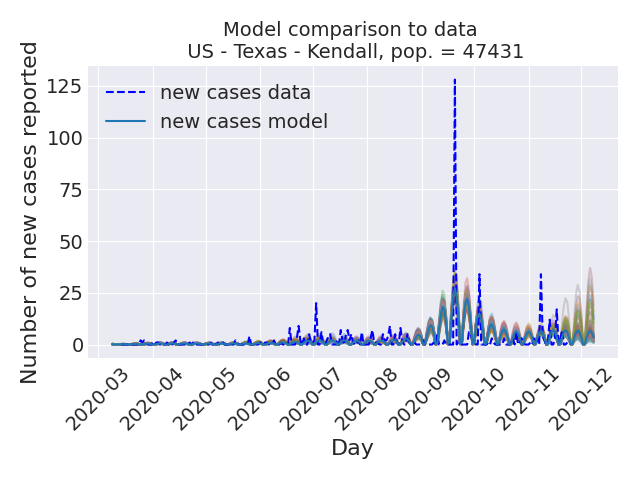 Model comparison to data
US - Texas - Kendall, pop. = 47431
Number of new cases reported
125
100
75
50
25
0
new cases data
new cases model
2020-03
2020-04
2020-05
2020-06
2020-07
2020-08
2020-09
2020-10
2020-11
2020-12
Day